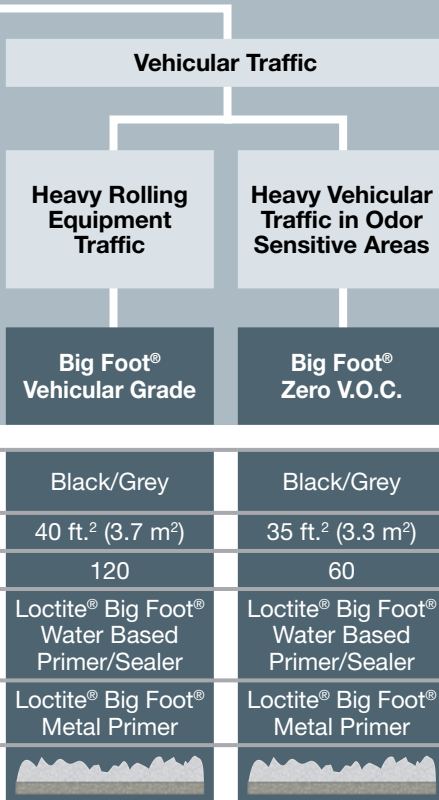 Vehicular Traffic
Heavy Rolling
Equipment
Traffic
Heavy Vehicular
Traffic in Odor
Sensitive Areas
Big Foot®
Vehicular Grade
Big Foot®
Zero V.O.C.
Black/Grey
Black/Grey
40 ft.² (3.7 m²)
35 ft.² (3.3 m²)
120
60
Loctite® Big Foot®
Water Based
Primer/Sealer
Loctite® Big Foot®
Water Based
Primer/Sealer
Loctite® Big Foot®
Metal Primer
Loctite® Big Foot®
Metal Primer